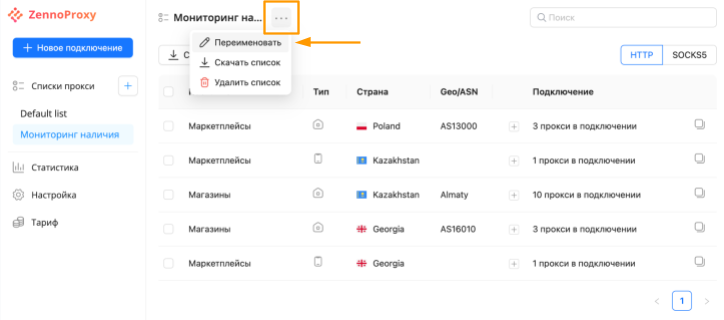 ZennoProxy
+ Новое подключение
Списки прокси +
Default list
Мониторинг наличия
Статистика
Настройка
Тариф
Мониторинг на... ...
Поиск
Переименовать
Скачать список
Удалить список
HTTP SOCKS5
Тип Страна Geo/ASN Подключение
Маркетплейсы Poland AS13000 + 3 прокси в подключении
Маркетплейсы Kazakhstan + 1 прокси в подключении
Магазины Kazakhstan Almaty + 10 прокси в подключении
Магазины Georgia AS16010 + 3 прокси в подключении
Маркетплейсы Georgia + 1 прокси в подключении
< 1 >